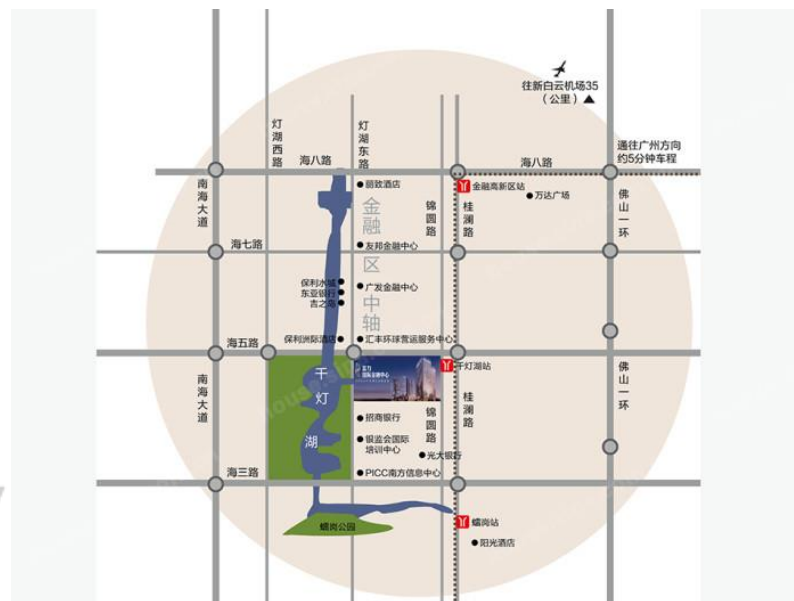 往新白云机场35
（公里）▲
通往广州方向
约5分钟车程
灯湖西路
灯湖东路
海八路
海八路
南海大道
丽致酒店
金融高新区站
万达广场
锦园路
桂澜路
佛山一环
金融区中轴
海七路
友邦金融中心
保利水城
东亚银行
吉之岛
广发金融中心
保利洲际酒店
汇丰环球营运服务中心
海五路
千灯湖
千灯湖站
南海大道
招商银行
锦园路
桂澜路
佛山一环
银监会国际
培训中心
光大银行
海三路
PICC南方信息中心
蠕岗公园
蠕岗站
阳光酒店